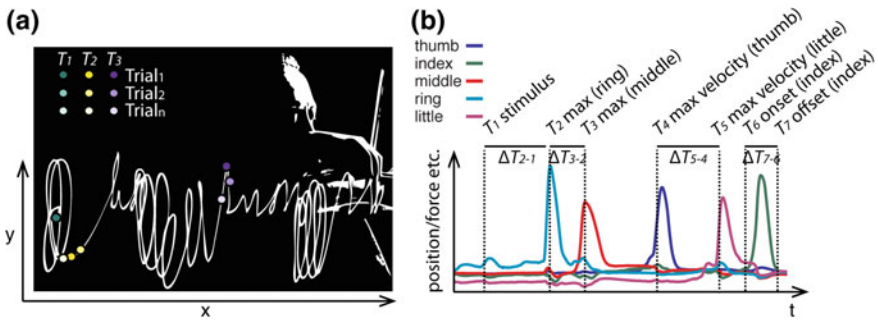 (a)
T1 T2 T3
Trial1
Trial2
Trialn
y
x
(b)
thumb
index
middle
ring
little
T1 stimulus
T2 max (ring)
T3 max (middle)
T4 max velocity (thumb)
T5 max velocity (little)
T6 onset (index)
T7 offset (index)
ΔT2-1 ΔT3-2 ΔT5-4 ΔT7-6
position/force etc.
t